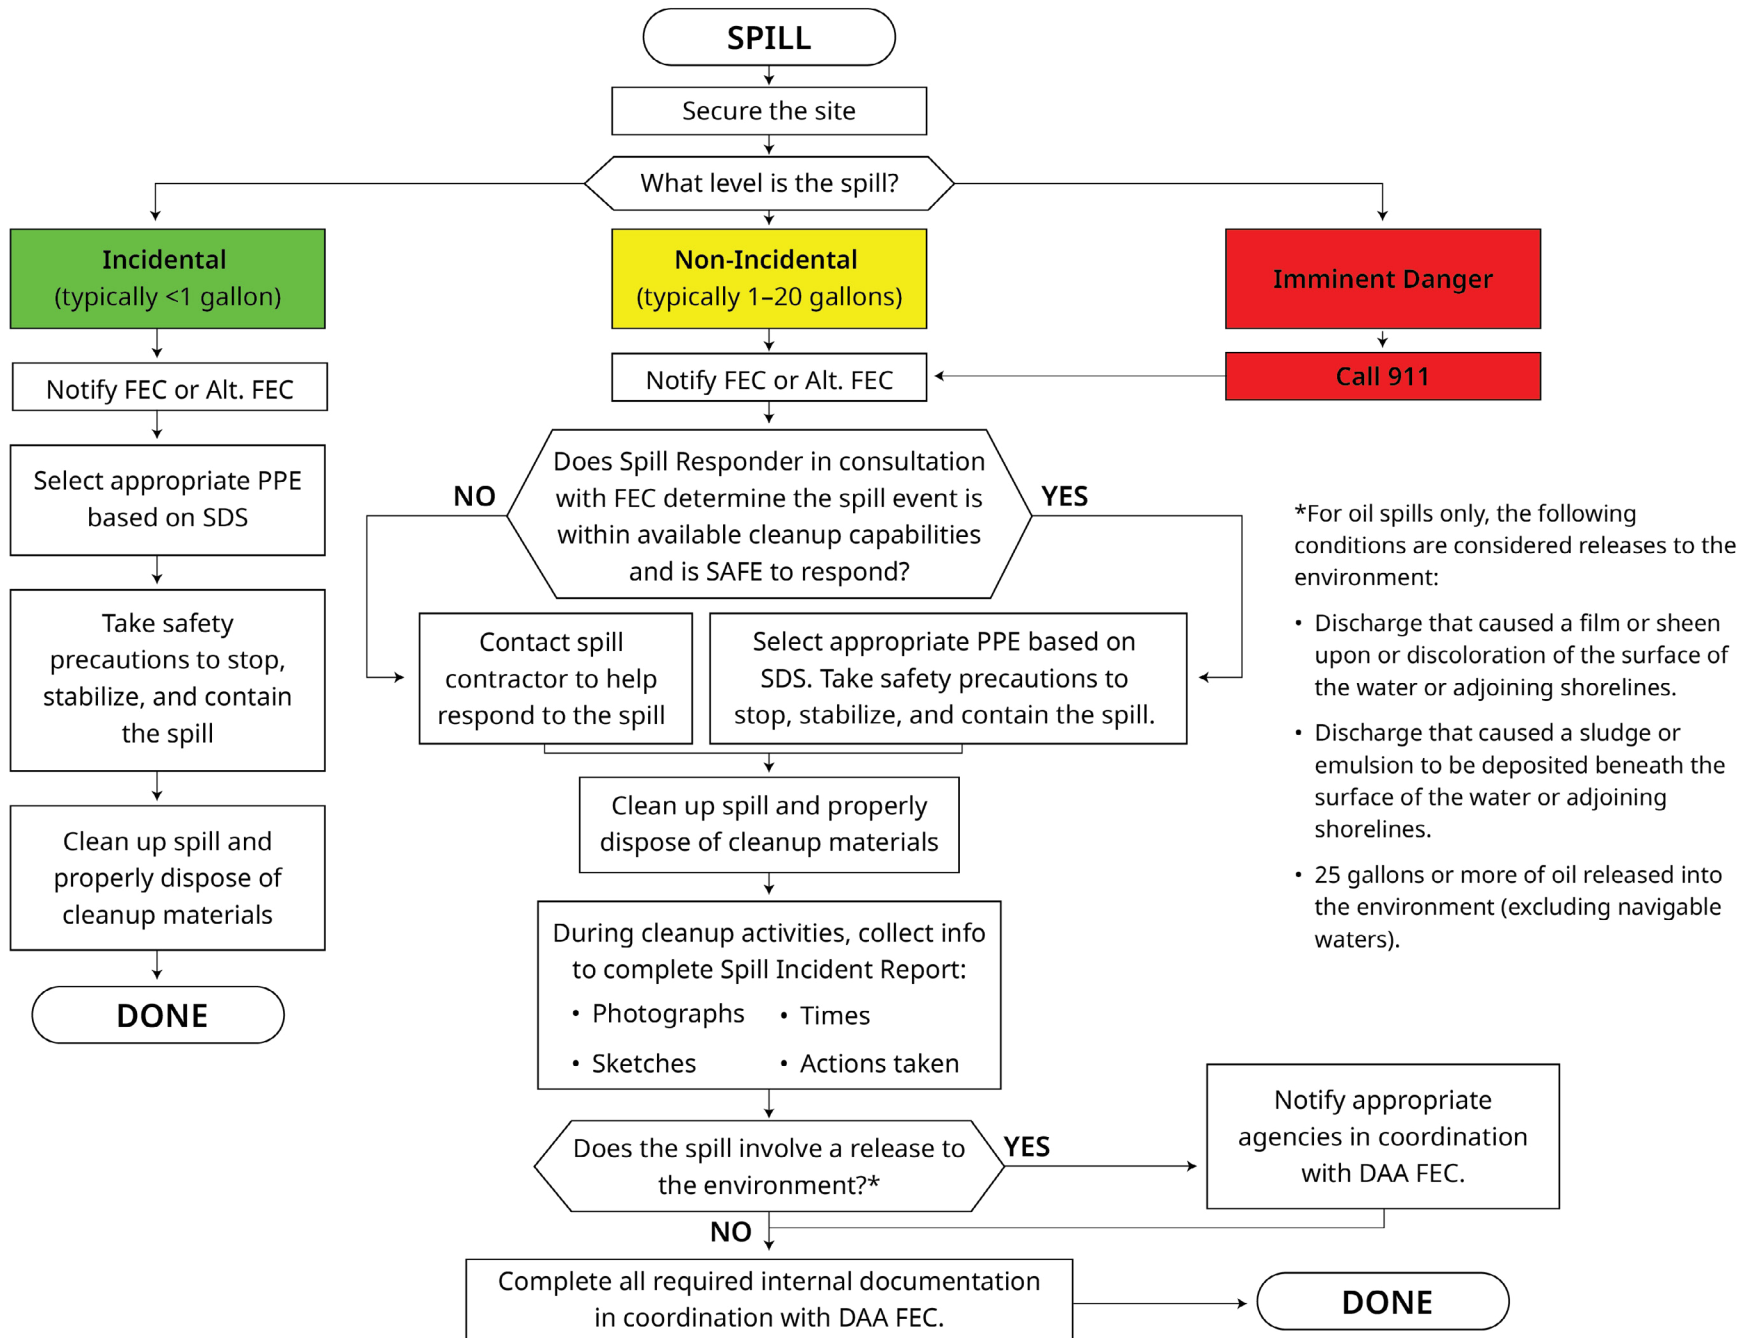 SPILL
Secure the site
What level is the spill?
Incidental
(typically <1 gallon)
Non-Incidental
(typically 1–20 gallons)
Imminent Danger
Notify FEC or Alt. FEC
Notify FEC or Alt. FEC
Call 911
Select appropriate PPE
based on SDS
Take safety
precautions to stop,
stabilize, and contain
the spill
Clean up spill and
properly dispose of
cleanup materials
DONE
Does Spill Responder in consultation
with FEC determine the spill event is
within available cleanup capabilities
and is SAFE to respond?
NO
YES
Contact spill
contractor to help
respond to the spill
Select appropriate PPE based on
SDS. Take safety precautions to
stop, stabilize, and contain the spill.
Clean up spill and properly
dispose of cleanup materials
During cleanup activities, collect info
to complete Spill Incident Report:
• Photographs
• Times
• Sketches
• Actions taken
Does the spill involve a release to
the environment?*
YES
NO
Notify appropriate
agencies in coordination
with DAA FEC.
Complete all required internal documentation
in coordination with DAA FEC.
DONE
*For oil spills only, the following
conditions are considered releases to the
environment:
• Discharge that caused a film or sheen
upon or discoloration of the surface of
the water or adjoining shorelines.
• Discharge that caused a sludge or
emulsion to be deposited beneath the
surface of the water or adjoining
shorelines.
• 25 gallons or more of oil released into
the environment (excluding navigable
waters).